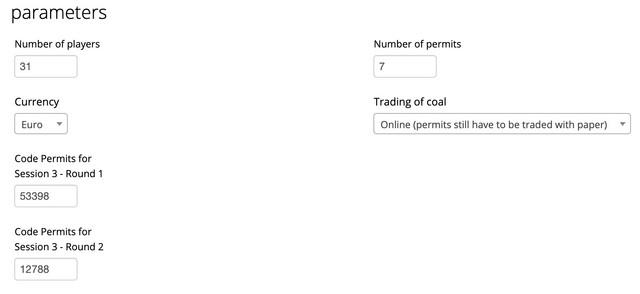 parameters
Number of players
31
Number of permits
7
Currency
Euro
Trading of coal
Online (permits still have to be traded with paper)
Code Permits for
Session 3 - Round 1
53398
Code Permits for
Session 3 - Round 2
12788